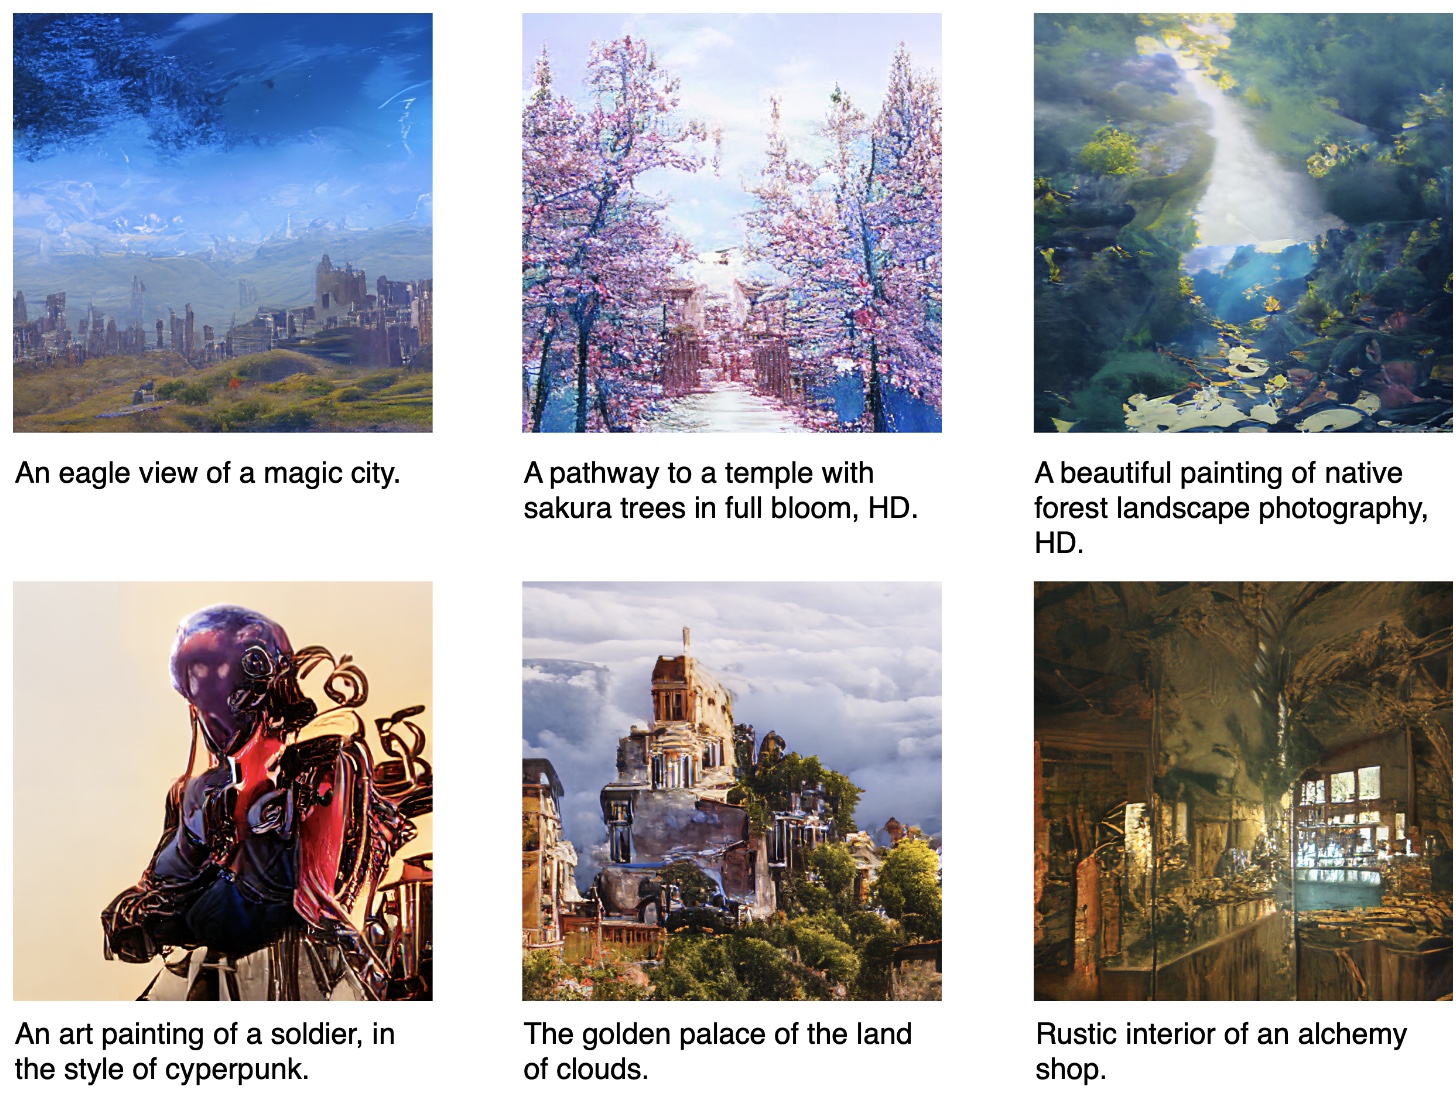 An eagle view of a magic city.
A pathway to a temple with
sakura trees in full bloom, HD.
A beautiful painting of native
forest landscape photography,
HD.
An art painting of a soldier, in
the style of cyperpunk.
The golden palace of the land
of clouds.
Rustic interior of an alchemy
shop.